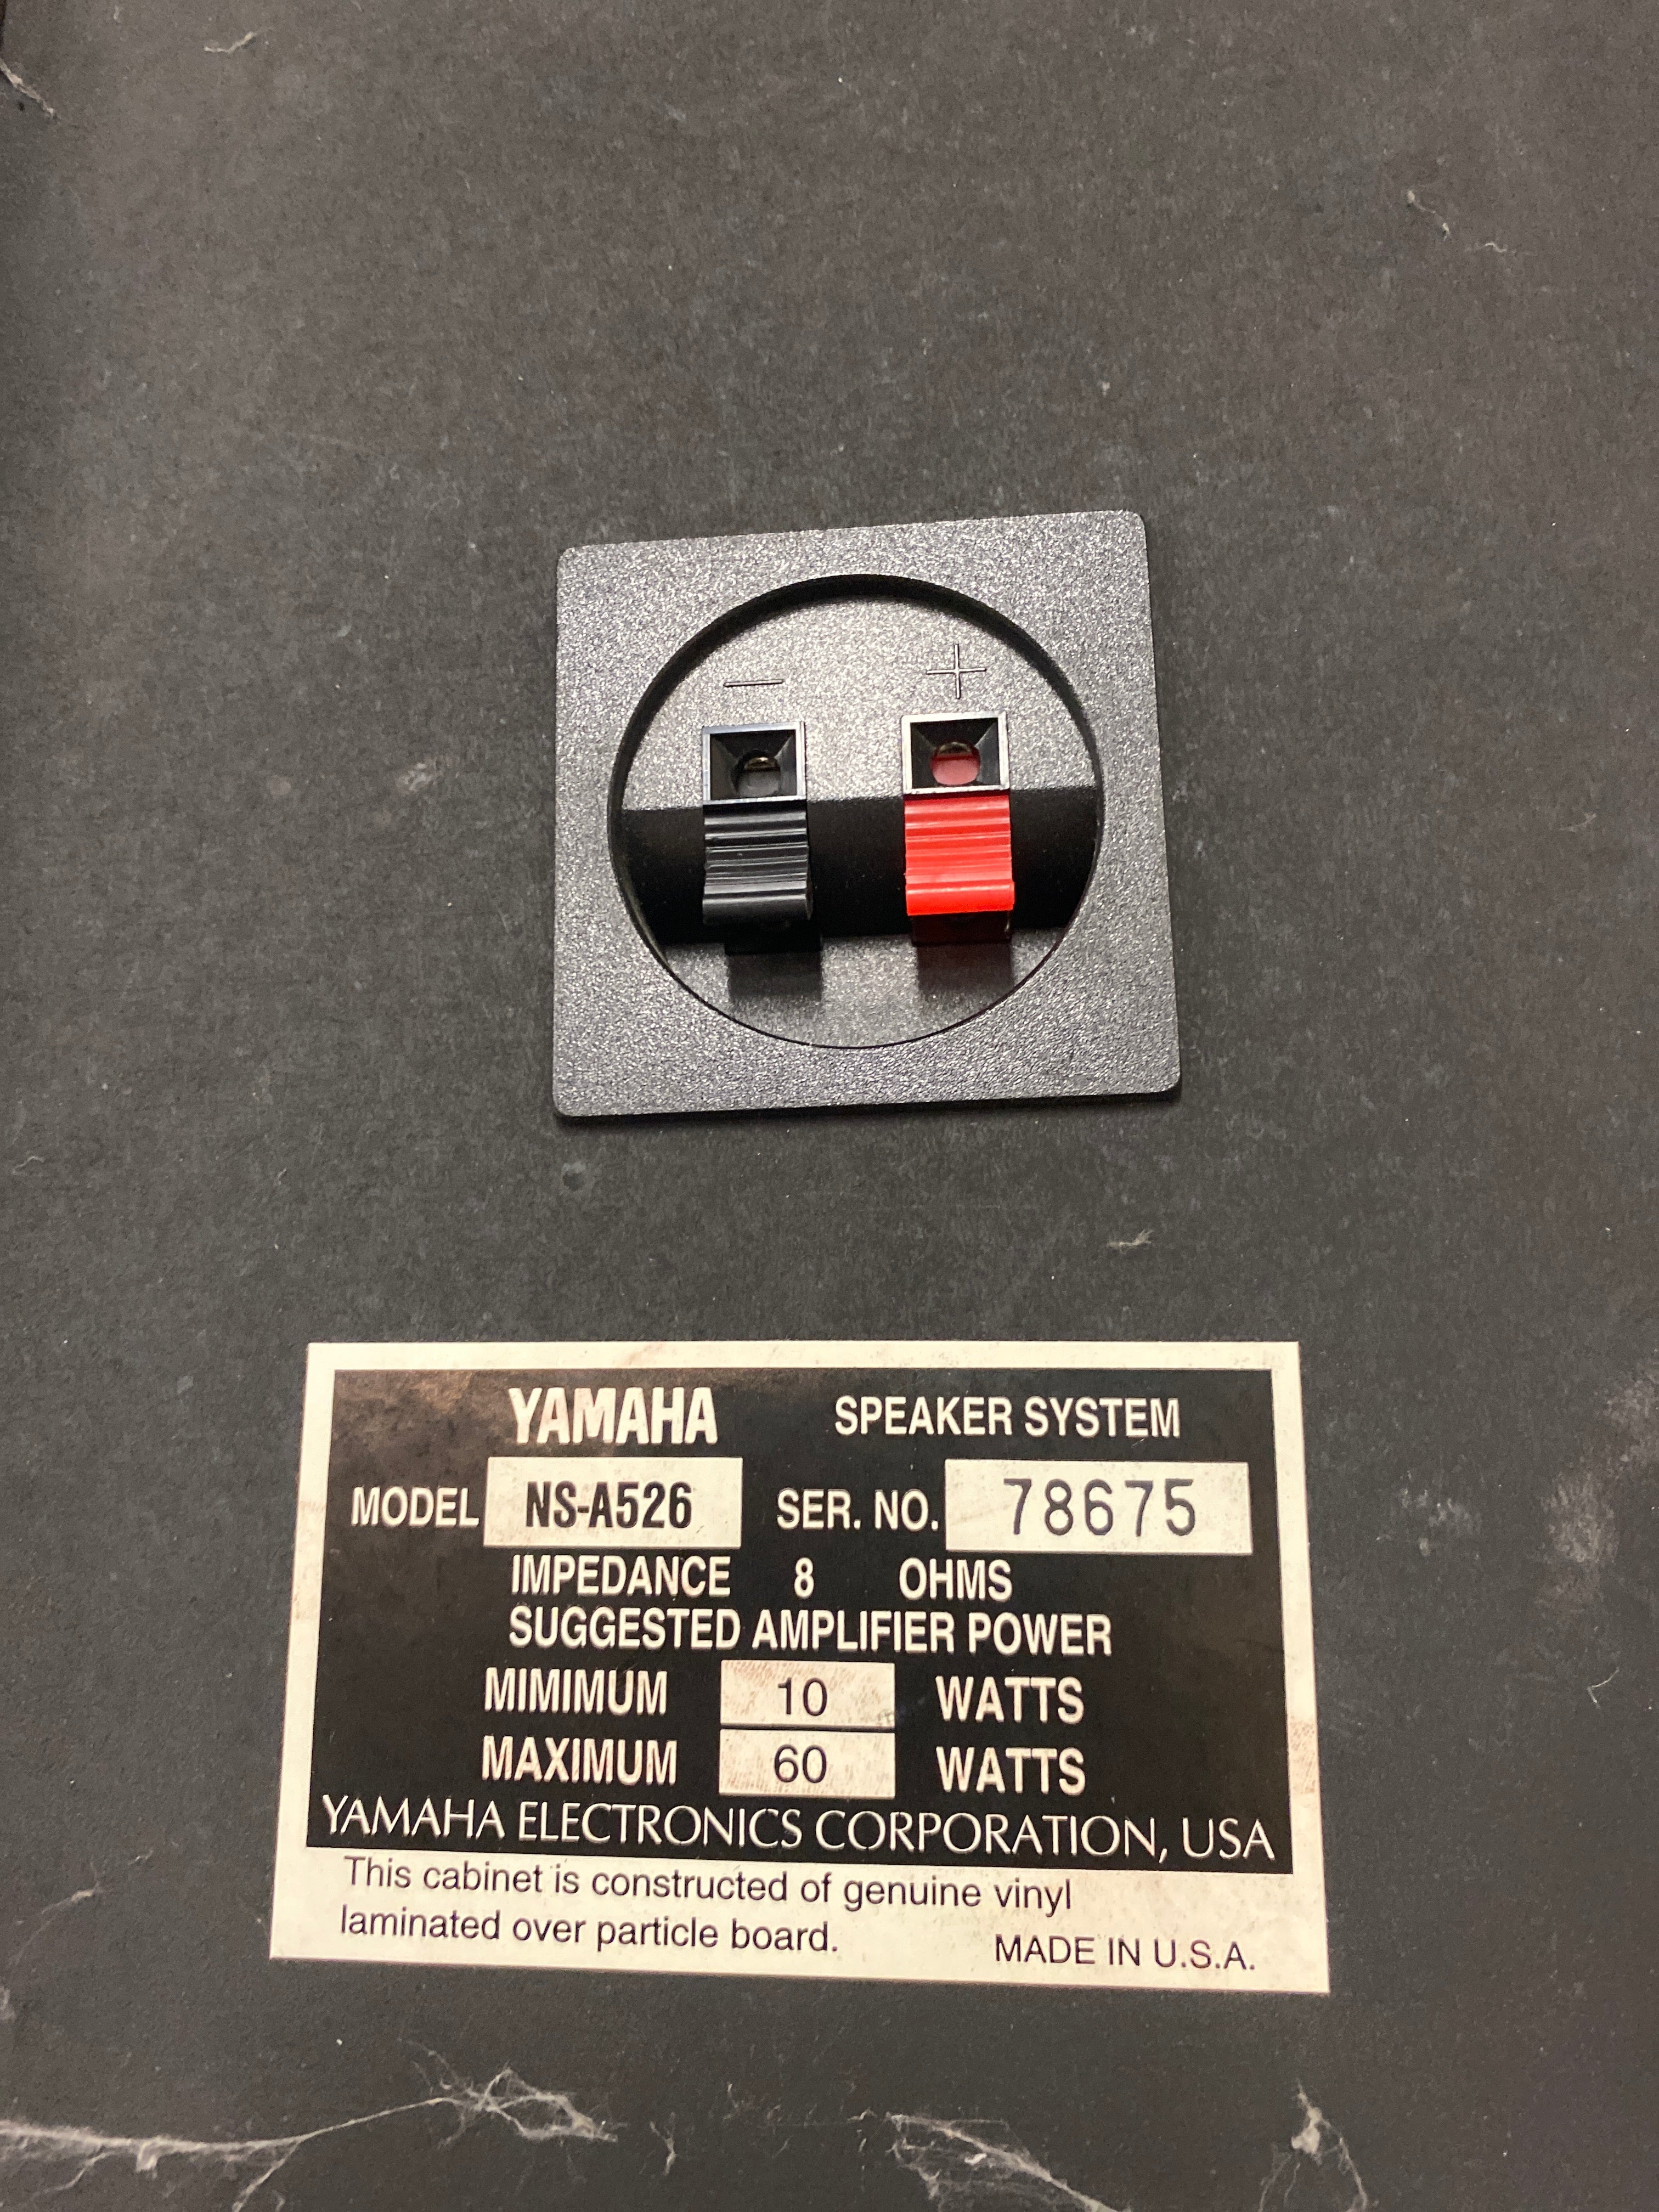 — +
YAMAHA SPEAKER SYSTEM
MODEL NS-A526 SER. NO. 78675
IMPEDANCE 8 OHMS
SUGGESTED AMPLIFIER POWER
MIMIMUM 10 WATTS
MAXIMUM 60 WATTS
YAMAHA ELECTRONICS CORPORATION, USA
This cabinet is constructed of genuine vinyl
laminated over particle board.
MADE IN U.S.A.